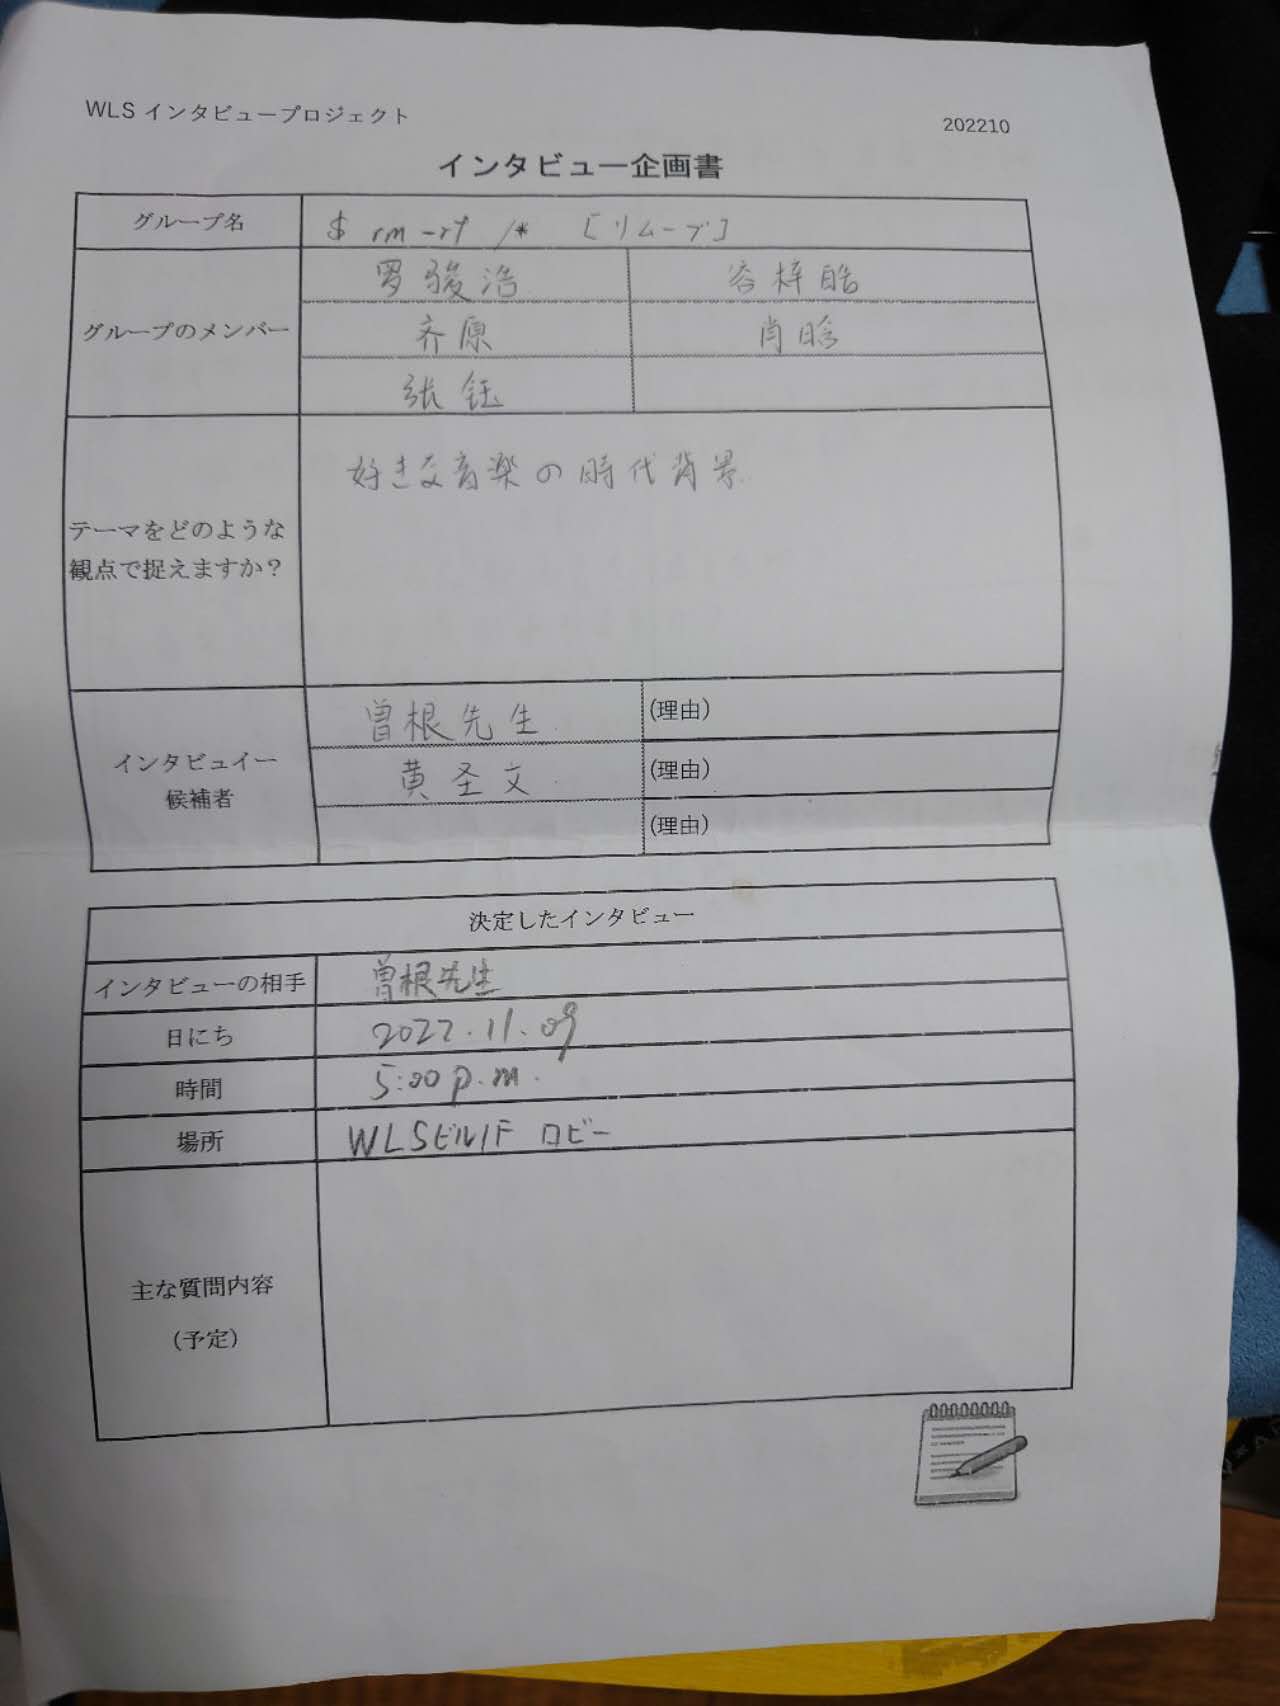 WLS インタビュープロジェクト
202210
インタビュー企画書
グループ名
$ rm -rf /* [リムーブ]
グループのメンバー
罗骏浩
容梓皓
齐原
肖晗
张钰
テーマをどのような
観点で捉えますか？
好きな音楽の時代背景
インタビュイー
候補者
曽根先生
(理由)
黄圣文
(理由)
(理由)
決定したインタビュー
インタビューの相手
曽根先生
日にち
2022.11.09
時間
5:00 p.m.
場所
WLSビル1F ロビー
主な質問内容
(予定)